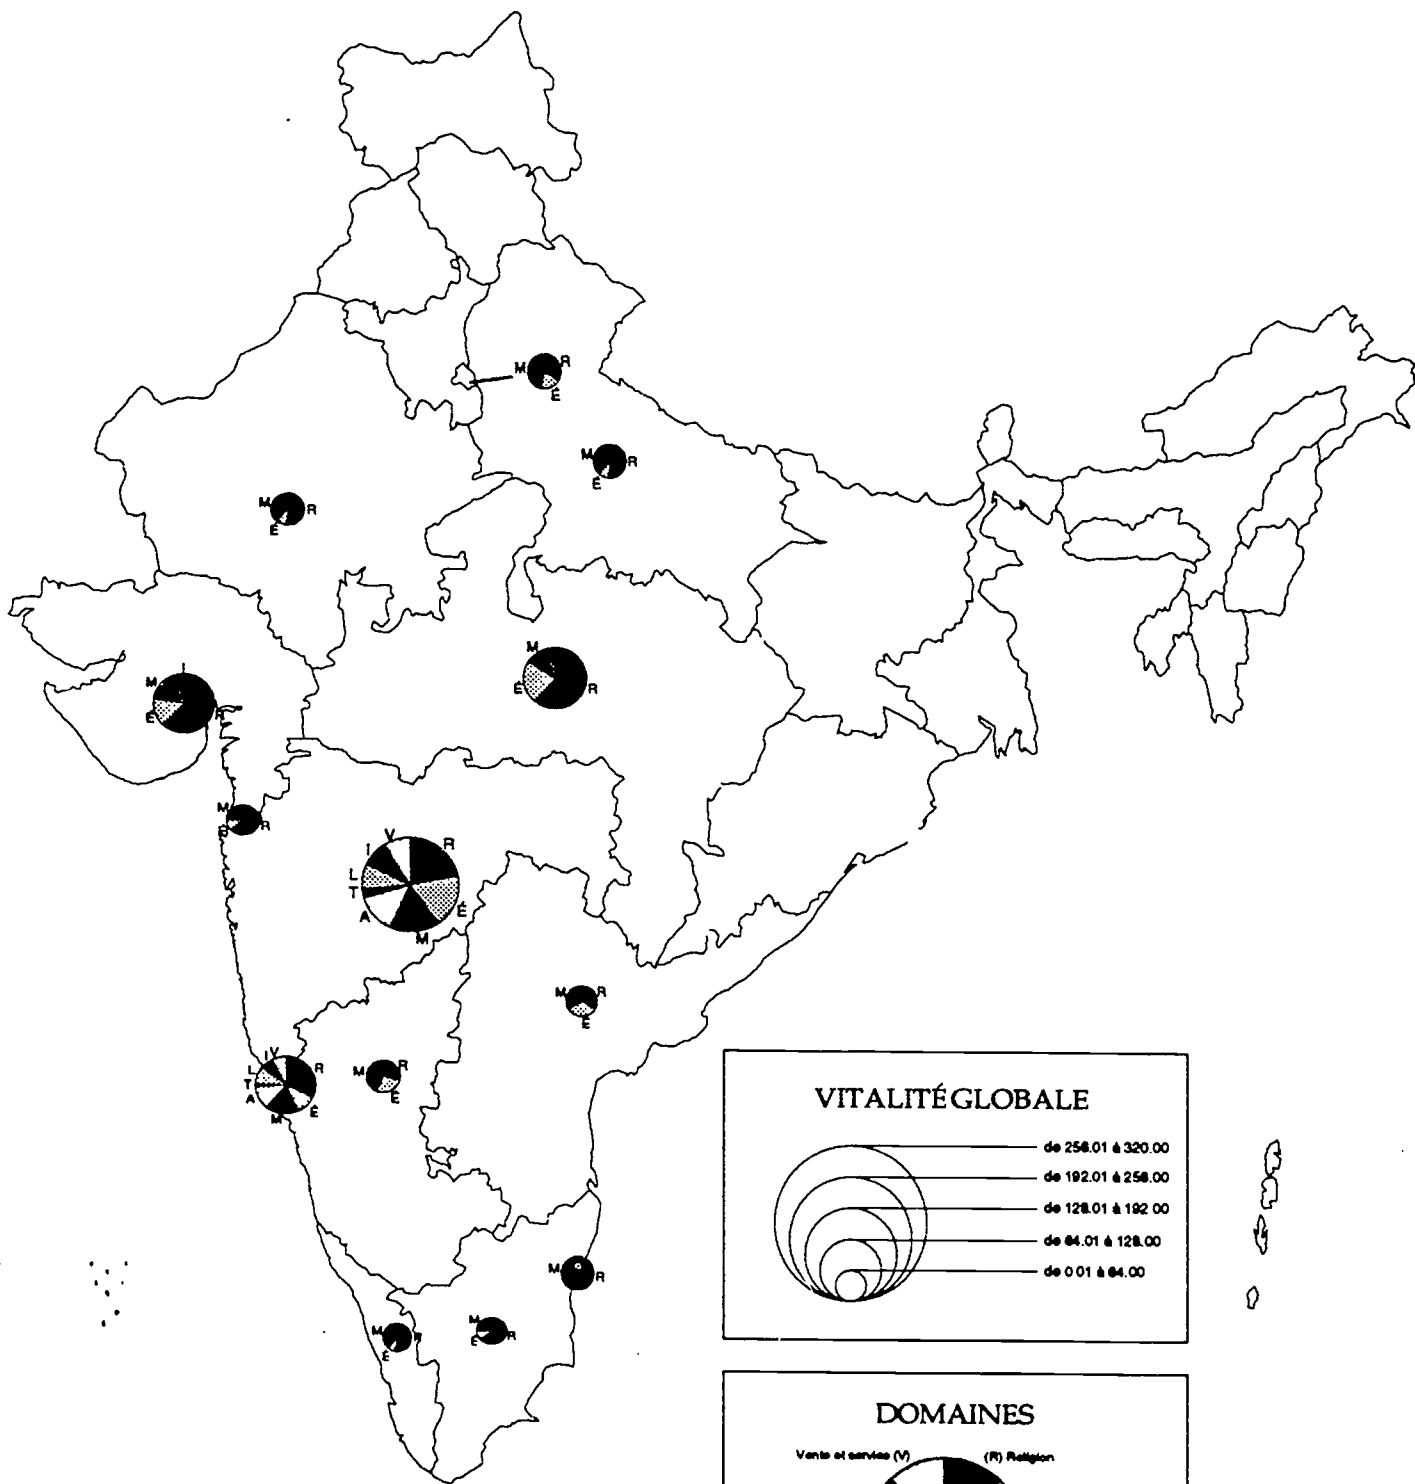 M R
É
M R
É
M R
É
M
É R
I
M
É R
M R
É
V R
I
L
T É
A
M
M R
É
I V R
L
T
A É
M
M R
É
M R
M R
É
M
É R
VITALITÉ GLOBALE
de 256.01 à 320.00
de 192.01 à 256.00
de 128.01 à 192.00
de 64.01 à 128.00
de 0.01 à 64.00
DOMAINES
Vente et service (V) (R) Religion